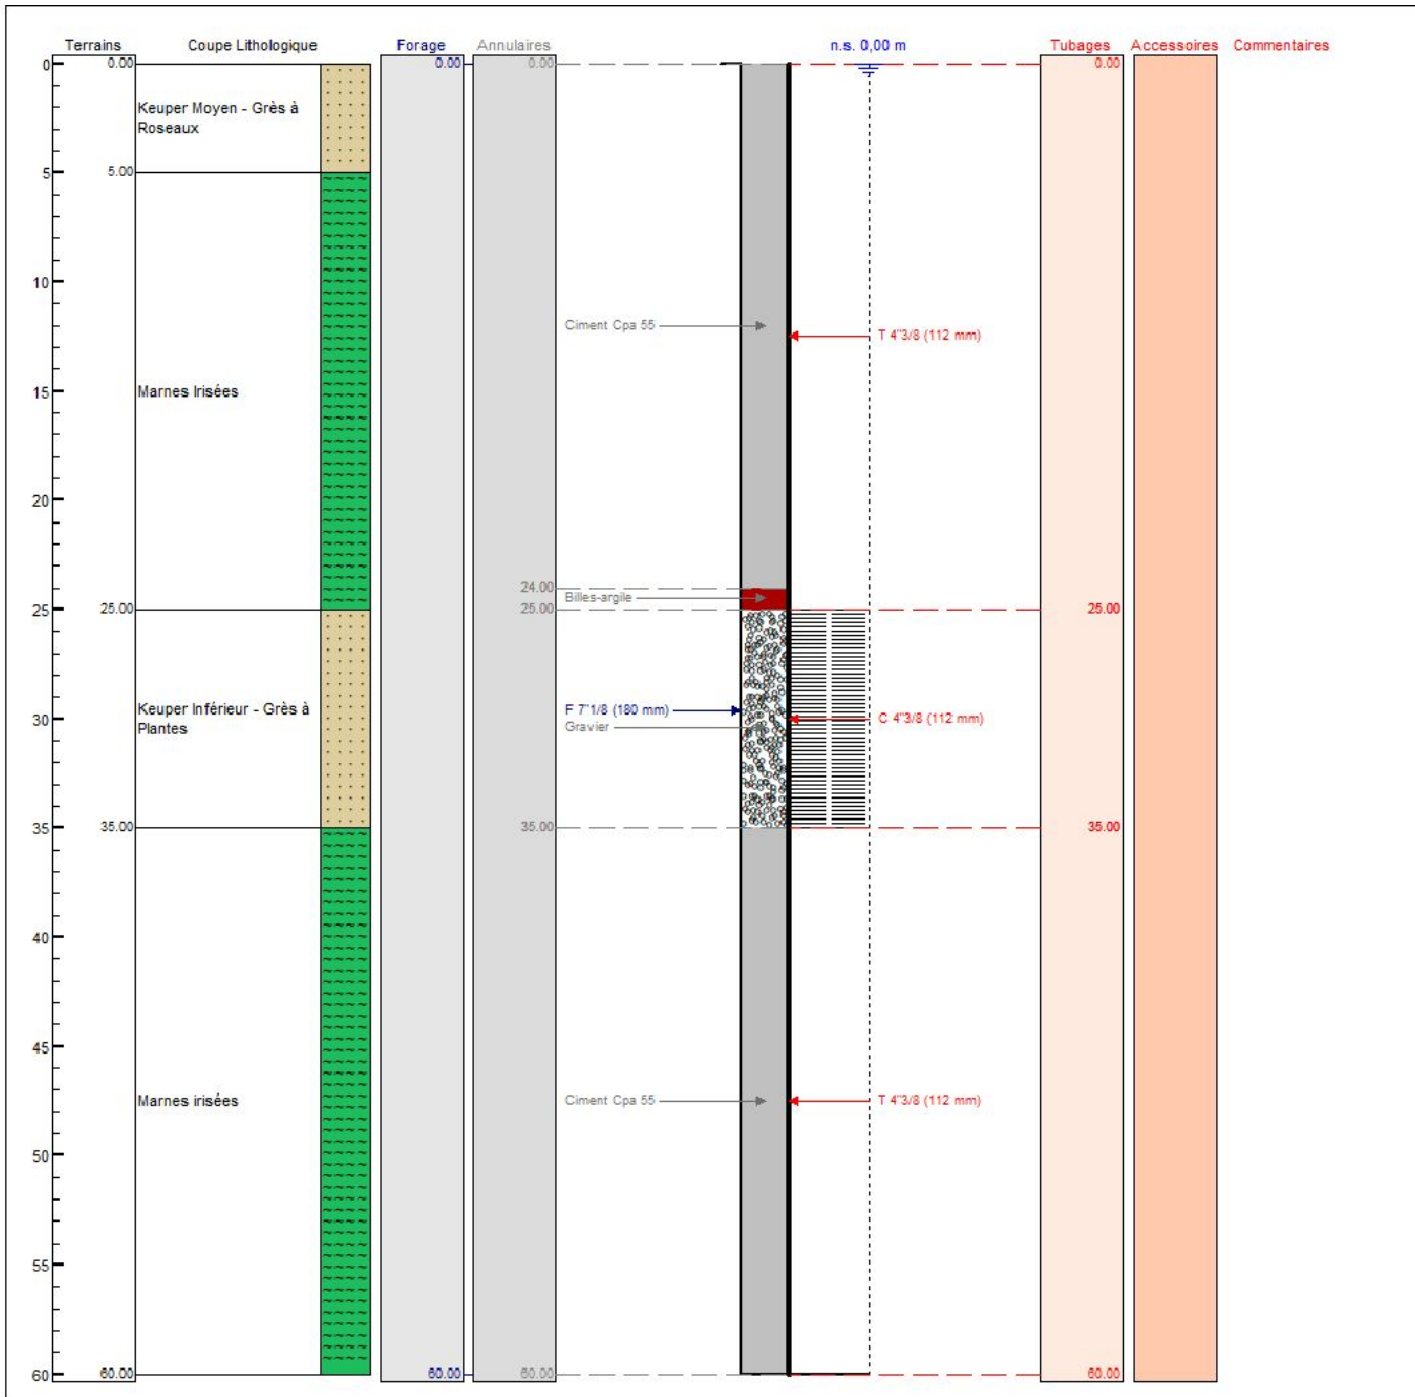 Terrains Coupe Lithologique Forage Annulaires n.s. 0,00 m Tubages Accessoires Commentaires
0 0.00 0.00 0.00 0.00
Keuper Moyen - Grès à
Roseaux
5 5.00
10
Ciment Cpa 55 T 4"3/8 (112 mm)
15 Marnes Irisées
20
24.00
Billes-argile
25 25.00 25.00 25.00
Keuper Inférieur - Grès à
Plantes
F 7"1/8 (180 mm)
30 C 4"3/8 (112 mm)
Gravier
35 35.00 35.00 35.00
40
45
Marnes irisées Ciment Cpa 55 T 4"3/8 (112 mm)
50
55
60 60.00 60.00 60.00